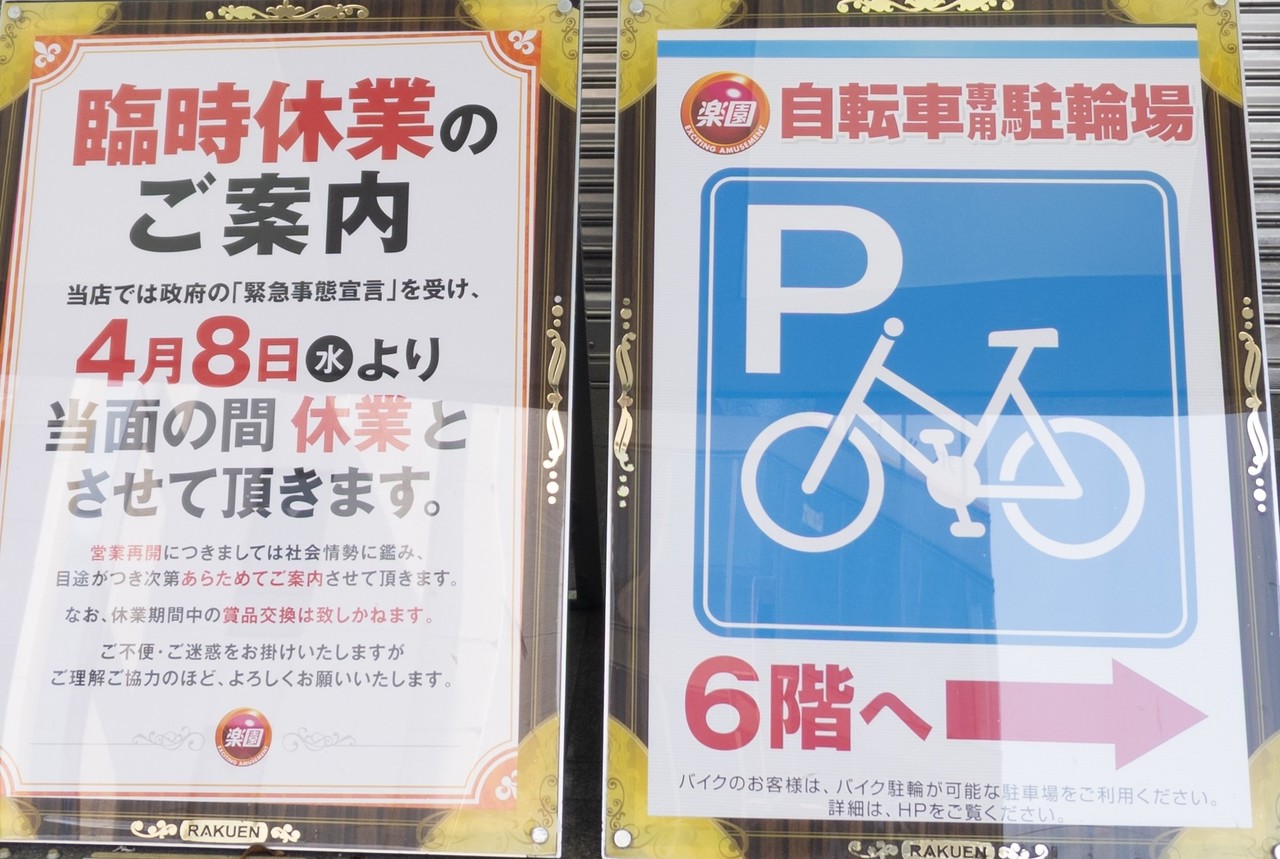 臨時休業の
ご案内
当店では政府の「緊急事態宣言」を受け、
4月8日㊌より
当面の間 休業と
させて頂きます。
営業再開につきましては社会情勢に鑑み、
目途がつき次第あらためてご案内させて頂きます。
なお、休業期間中の賞品交換は致しかねます。
ご不便・ご迷惑をお掛けいたしますが
ご理解ご協力のほど、よろしくお願いいたします。
楽園
EXCITING AMUSEMENT
RAKUEN
楽園
EXCITING AMUSEMENT
自転車専用駐輪場
P
6階へ
バイクのお客様は、バイク駐輪が可能な駐車場をご利用ください。
詳細は、HPをご覧ください。
RAKUEN